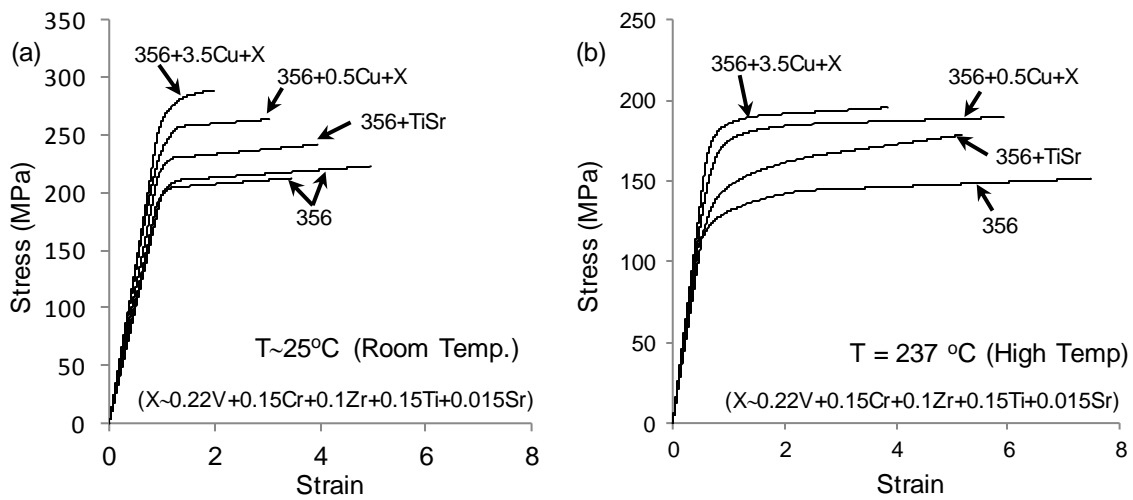 (a)
350
300
250
200
150
100
50
0
0 2 4 6 8
Stress (MPa)
Strain
356+3.5Cu+X
356+0.5Cu+X
356+TiSr
356
T~25°C (Room Temp.)
(X~0.22V+0.15Cr+0.1Zr+0.15Ti+0.015Sr)
(b)
250
200
150
100
50
0
0 2 4 6 8
Stress (MPa)
Strain
356+3.5Cu+X
356+0.5Cu+X
356+TiSr
356
T = 237 °C (High Temp)
(X~0.22V+0.15Cr+0.1Zr+0.15Ti+0.015Sr)